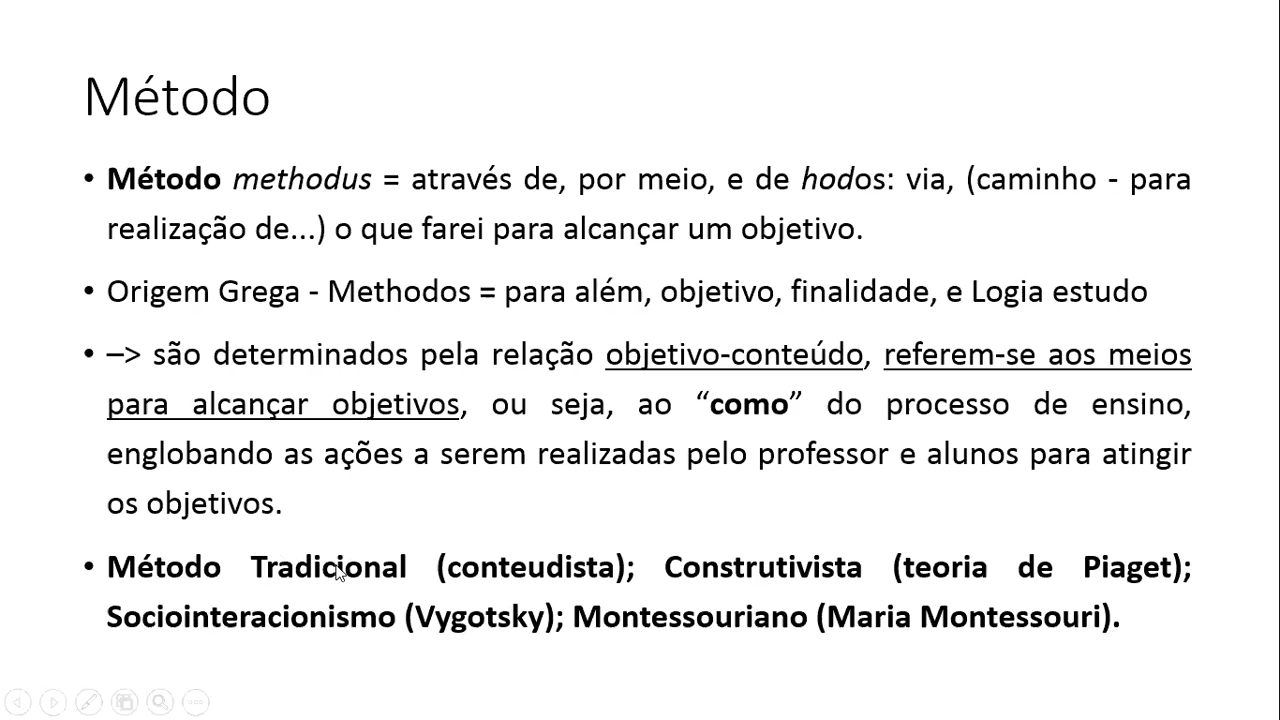 Método
• Método methodus = através de, por meio, e de hodos: via, (caminho - para
realização de...) o que farei para alcançar um objetivo.
• Origem Grega - Methodos = para além, objetivo, finalidade, e Logia estudo
• –> são determinados pela relação objetivo-conteúdo, referem-se aos meios
para alcançar objetivos, ou seja, ao “como” do processo de ensino,
englobando as ações a serem realizadas pelo professor e alunos para atingir
os objetivos.
• Método Tradicional (conteudista); Construtivista (teoria de Piaget);
Sociointeracionismo (Vygotsky); Montessouriano (Maria Montessouri).